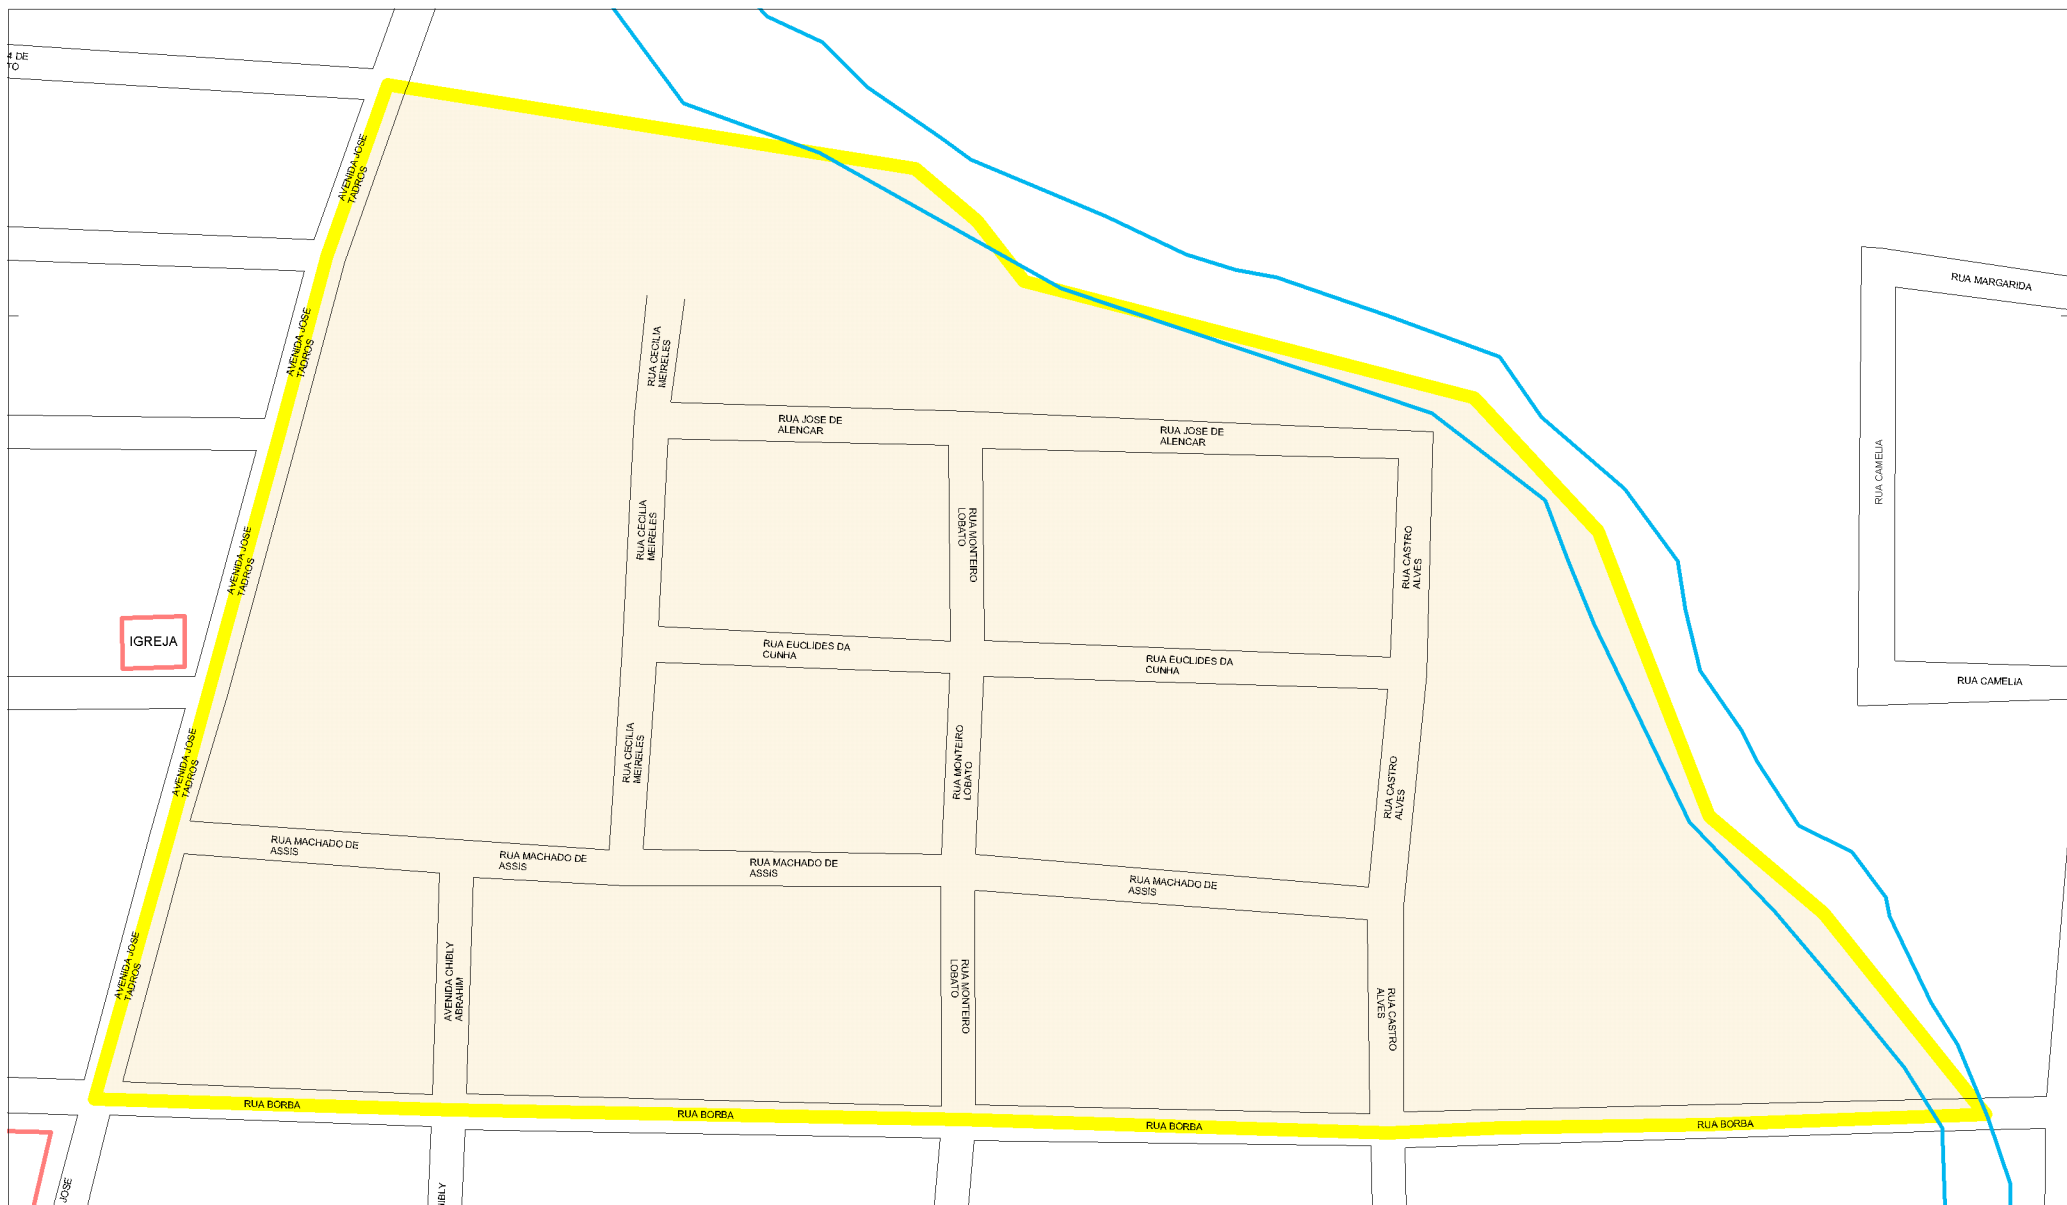 4 DE
TO
AVENIDA JOSE
TADROS
RUA MARGARIDA
AVENIDA JOSE
TADROS
RUA CECILIA
MEIRELES
RUA JOSE DE
ALENCAR
RUA JOSE DE
ALENCAR
RUA CAMELIA
RUA CECILIA
MEIRELES
RUA MONTEIRO
LOBATO
RUA CASTRO
ALVES
AVENIDA JOSE
TADROS
IGREJA
RUA EUCLIDES DA
CUNHA
RUA EUCLIDES DA
CUNHA
RUA CAMELIA
AVENIDA JOSE
TADROS
RUA CECILIA
MEIRELES
RUA MONTEIRO
LOBATO
RUA CASTRO
ALVES
RUA MACHADO DE
ASSIS
RUA MACHADO DE
ASSIS
RUA MACHADO DE
ASSIS
RUA MACHADO DE
ASSIS
AVENIDA JOSE
TADROS
AVENIDA CHIBLY
ABRAHIM
RUA MONTEIRO
LOBATO
RUA CASTRO
ALVES
RUA BORBA
RUA BORBA
RUA BORBA
RUA BORBA
JOSE
IBLY